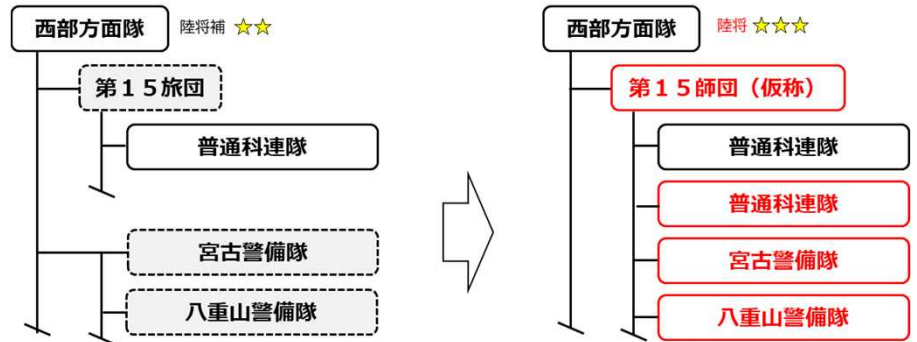 西部方面隊
陸将補 ☆☆
第１５旅団
普通科連隊
宮古警備隊
八重山警備隊
西部方面隊
陸将 ☆☆☆
第１５師団（仮称）
普通科連隊
普通科連隊
宮古警備隊
八重山警備隊